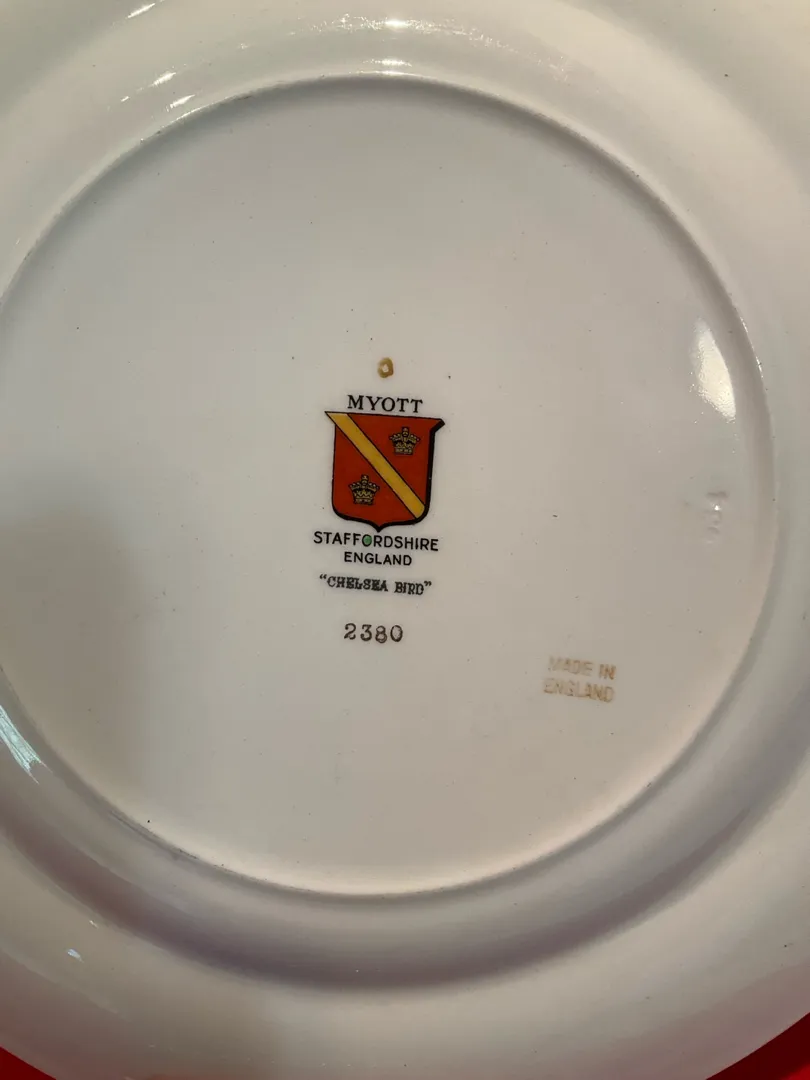 MYOTT
STAFFORDSHIRE
ENGLAND
"CHELSEA BIRD"
2380
MADE IN
ENGLAND